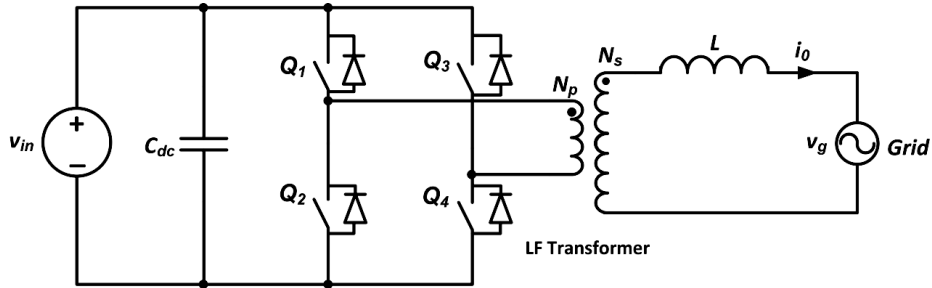 Q1
Q3
Np
Ns
L
i0
vin
+
−
Cdc
vg
Grid
Q2
Q4
LF Transformer